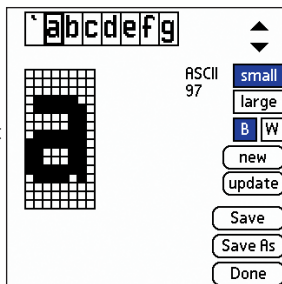 `abcdefg
ASCII
97
small
large
B W
new
update
Save
Save As
Done